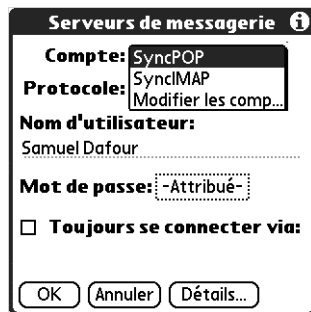 Serveurs de messagerie
Compte: SyncPOP
SyncIMAP
Protocole:
Modifier les comp...
Nom d'utilisateur:
Samuel Dafour
Mot de passe: -Attribué-
Toujours se connecter via:
OK Annuler Détails...